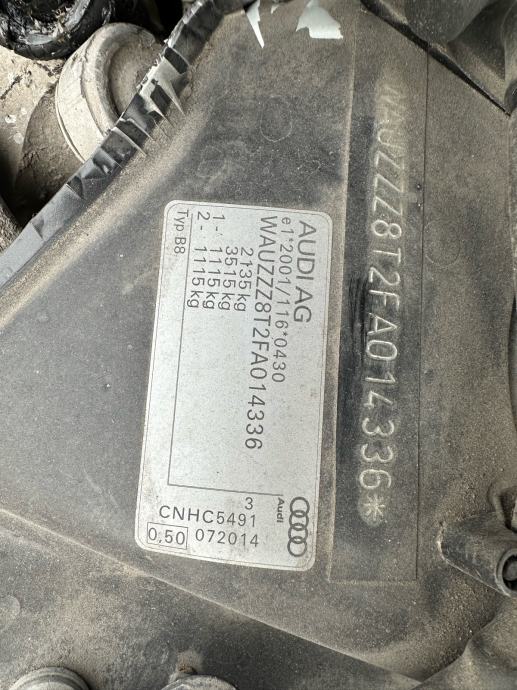 AUDI AG
e1*2001/116*0430
WAUZZZ8T2FA014336
2135 kg
3515 kg
1- 1115 kg
2- 1115 kg
Typ B8
Audi
3
CNHC5491
0,50 072014
WAUZZZ8T2FA014336*